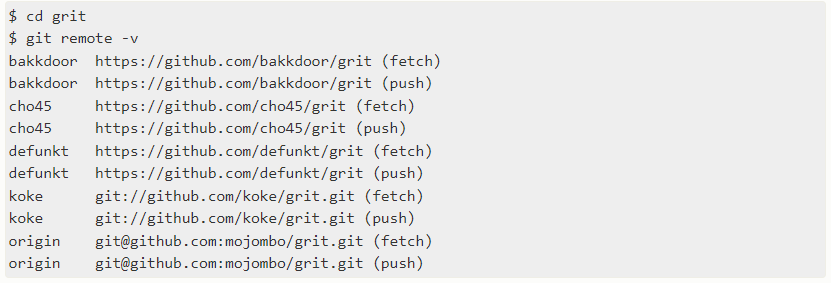 $ cd grit
$ git remote -v
bakkdoor  https://github.com/bakkdoor/grit (fetch)
bakkdoor  https://github.com/bakkdoor/grit (push)
cho45     https://github.com/cho45/grit (fetch)
cho45     https://github.com/cho45/grit (push)
defunkt   https://github.com/defunkt/grit (fetch)
defunkt   https://github.com/defunkt/grit (push)
koke      git://github.com/koke/grit.git (fetch)
koke      git://github.com/koke/grit.git (push)
origin    git@github.com:mojombo/grit.git (fetch)
origin    git@github.com:mojombo/grit.git (push)